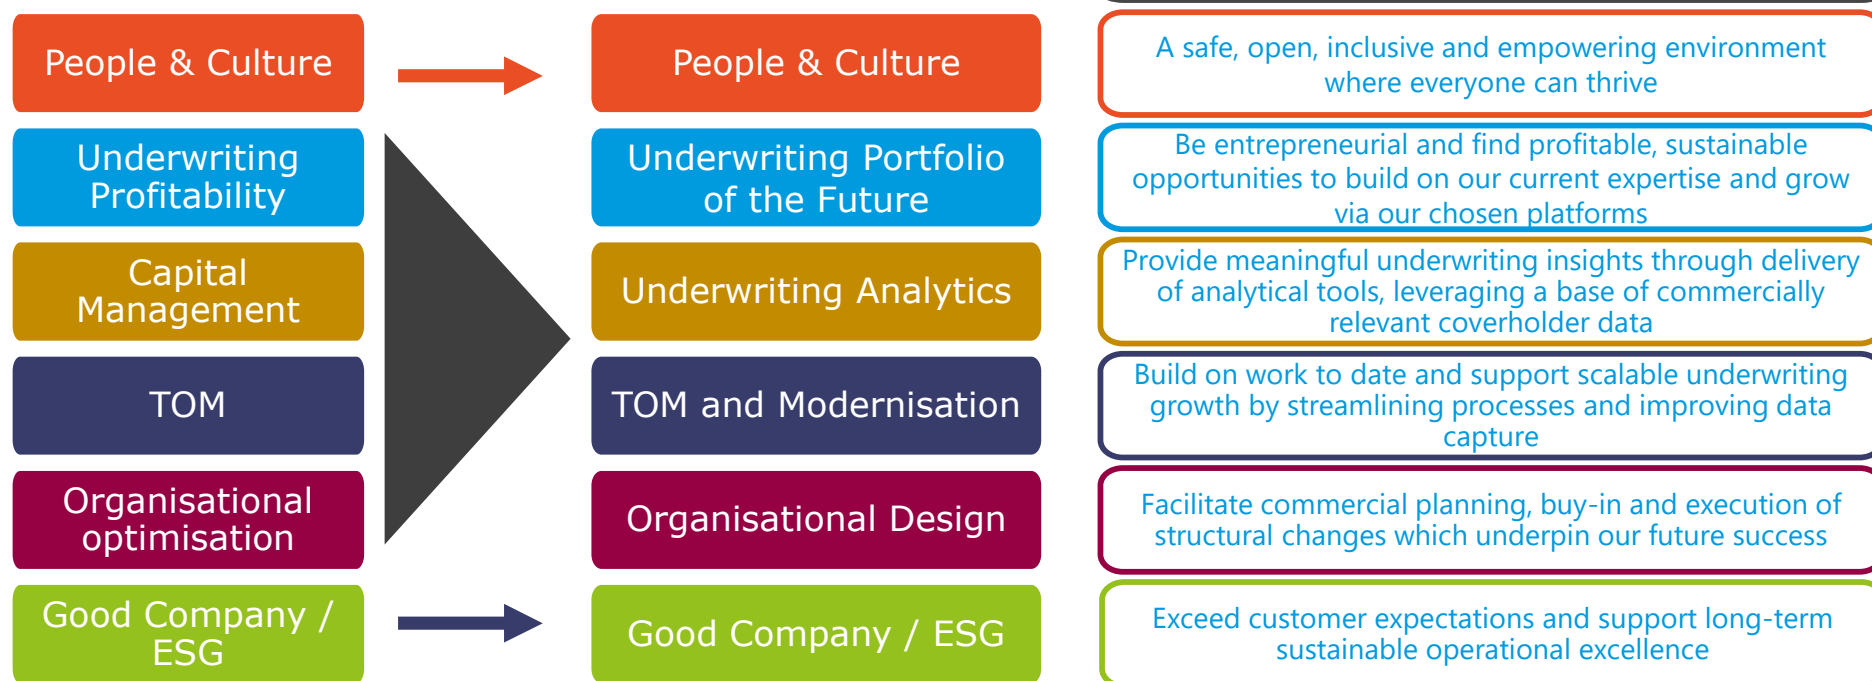 People & Culture
People & Culture
A safe, open, inclusive and empowering environment
where everyone can thrive
Underwriting
Profitability
Underwriting Portfolio
of the Future
Be entrepreneurial and find profitable, sustainable
opportunities to build on our current expertise and grow
via our chosen platforms
Capital
Management
Underwriting Analytics
Provide meaningful underwriting insights through delivery
of analytical tools, leveraging a base of commercially
relevant coverholder data
TOM
TOM and Modernisation
Build on work to date and support scalable underwriting
growth by streamlining processes and improving data
capture
Organisational
optimisation
Organisational Design
Facilitate commercial planning, buy-in and execution of
structural changes which underpin our future success
Good Company /
ESG
Good Company / ESG
Exceed customer expectations and support long-term
sustainable operational excellence